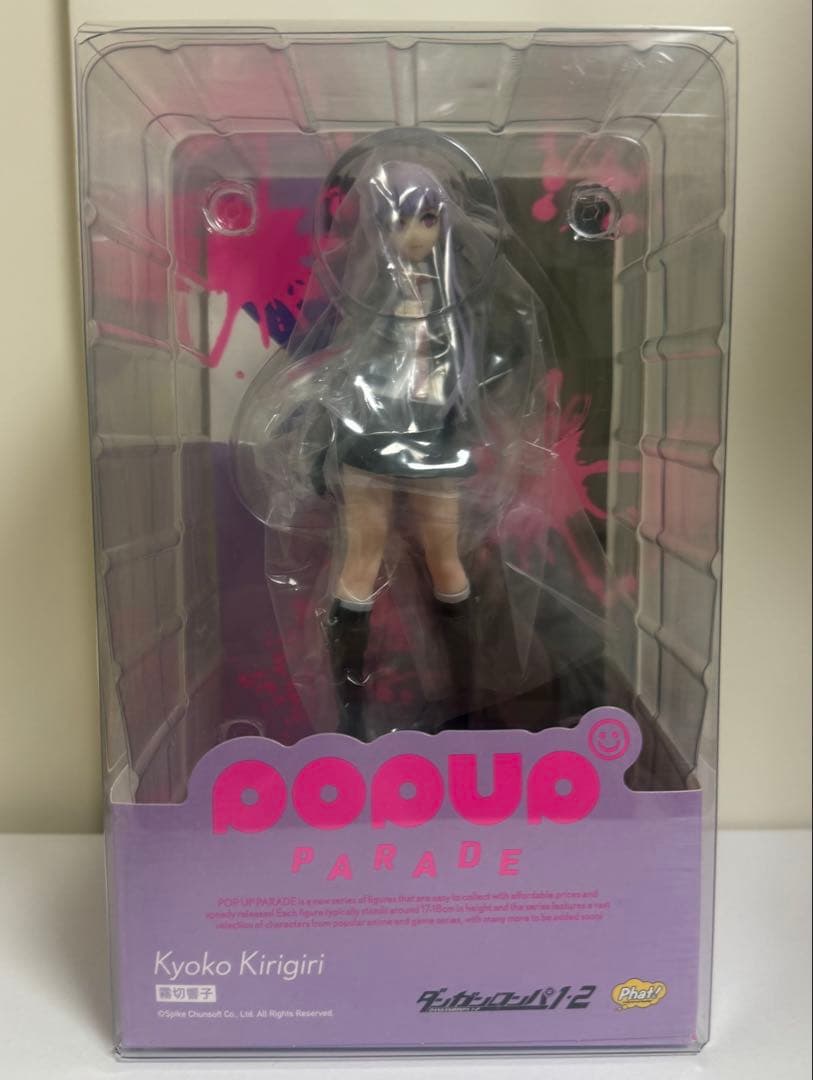 POPUP
PARADE
POP UP PARADE is a new series of figures that are easy to collect with affordable prices and
speedy releases! Each figure typically stands around 17-18cm in height and the series features a vast
selection of characters from popular anime and game series, with many more to be added soon!
Kyoko Kirigiri
霧切響子
ダンガンロンパ1・2
Phat!
©Spike Chunsoft Co., Ltd. All Rights Reserved.